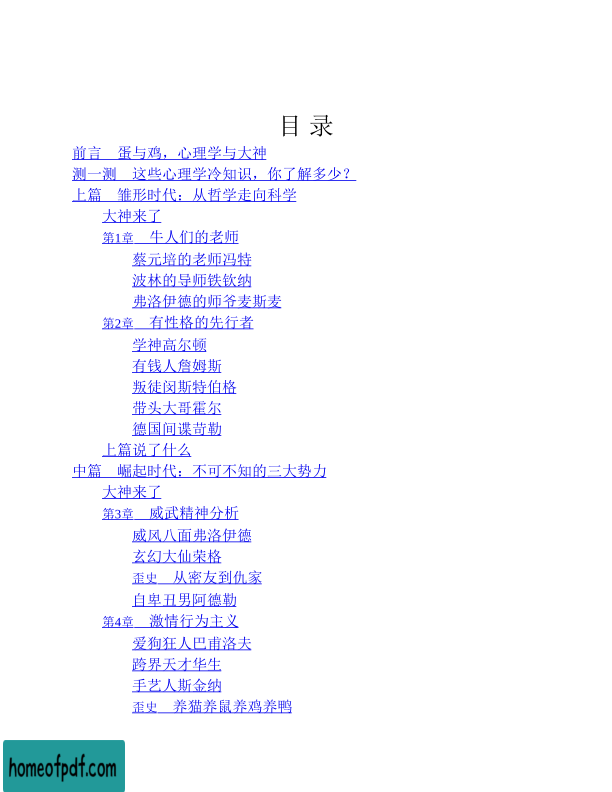 目 录
前言　蛋与鸡，心理学与大神
测一测　这些心理学冷知识，你了解多少？
上篇　雏形时代：从哲学走向科学
大神来了
第1章　牛人们的老师
蔡元培的老师冯特
波林的导师铁钦纳
弗洛伊德的师爷麦斯麦
第2章　有性格的先行者
学神高尔顿
有钱人詹姆斯
叛徒闵斯特伯格
带头大哥霍尔
德国间谍苛勒
上篇说了什么
中篇　崛起时代：不可不知的三大势力
大神来了
第3章　威武精神分析
威风八面弗洛伊德
玄幻大仙荣格
歪史　从密友到仇家
自卑丑男阿德勒
第4章　激情行为主义
爱狗狂人巴甫洛夫
跨界天才华生
手艺人斯金纳
歪史　养猫养鼠养鸡养鸭
homeofpdf.com